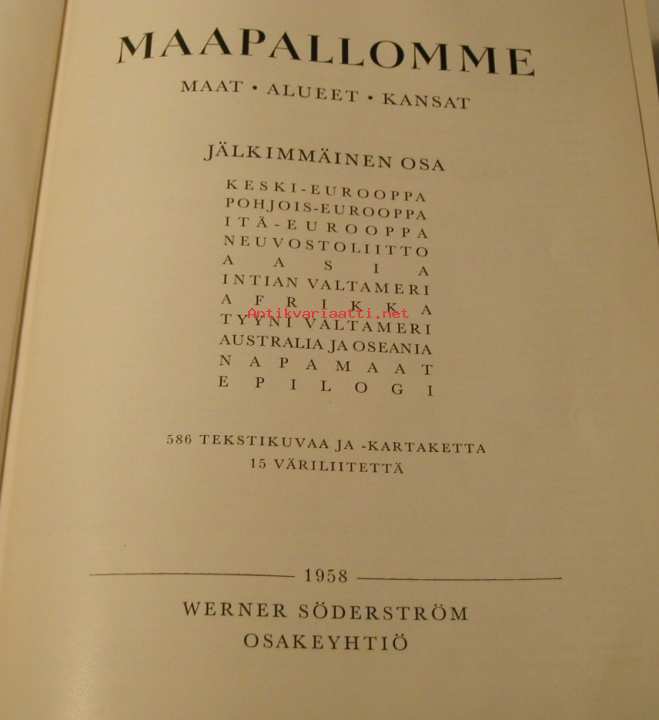 MAAPALLOMME
MAAT • ALUEET • KANSAT
JÄLKIMMÄINEN OSA
KESKI-EUROOPPA
POHJOIS-EUROOPPA
ITÄ-EUROOPPA
NEUVOSTOLIITTO
AASIA
INTIAN VALTAMERI
AFRIKKA
Antikvariaatti.net
TYYNI VALTAMERI
AUSTRALIA JA OSEANIA
NAPAMAAT
EPILOGI
586 TEKSTIKUVAA JA -KARTAKETTA
15 VÄRILIITETTÄ
1958
WERNER SÖDERSTRÖM
OSAKEYHTIÖ